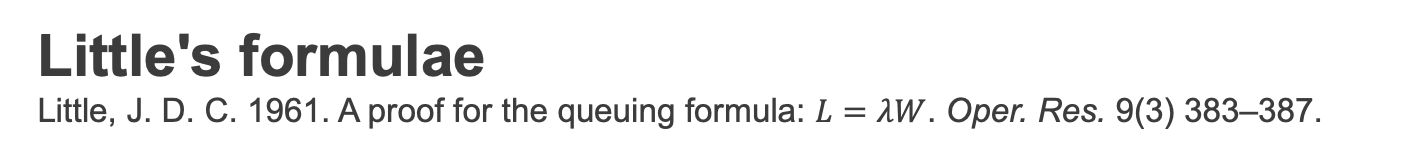 Little's formulae
Little, J. D. C. 1961. A proof for the queuing formula: L = λW. Oper. Res. 9(3) 383–387.